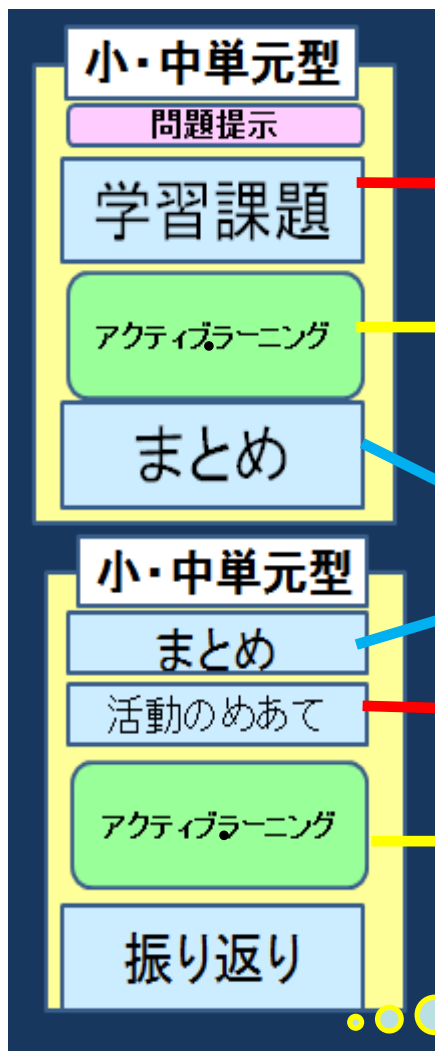 小・中単元型
問題提示
学習課題
アクティブ・ラーニング
まとめ
小・中単元型
まとめ
活動のめあて
アクティブ・ラーニング
振り返り